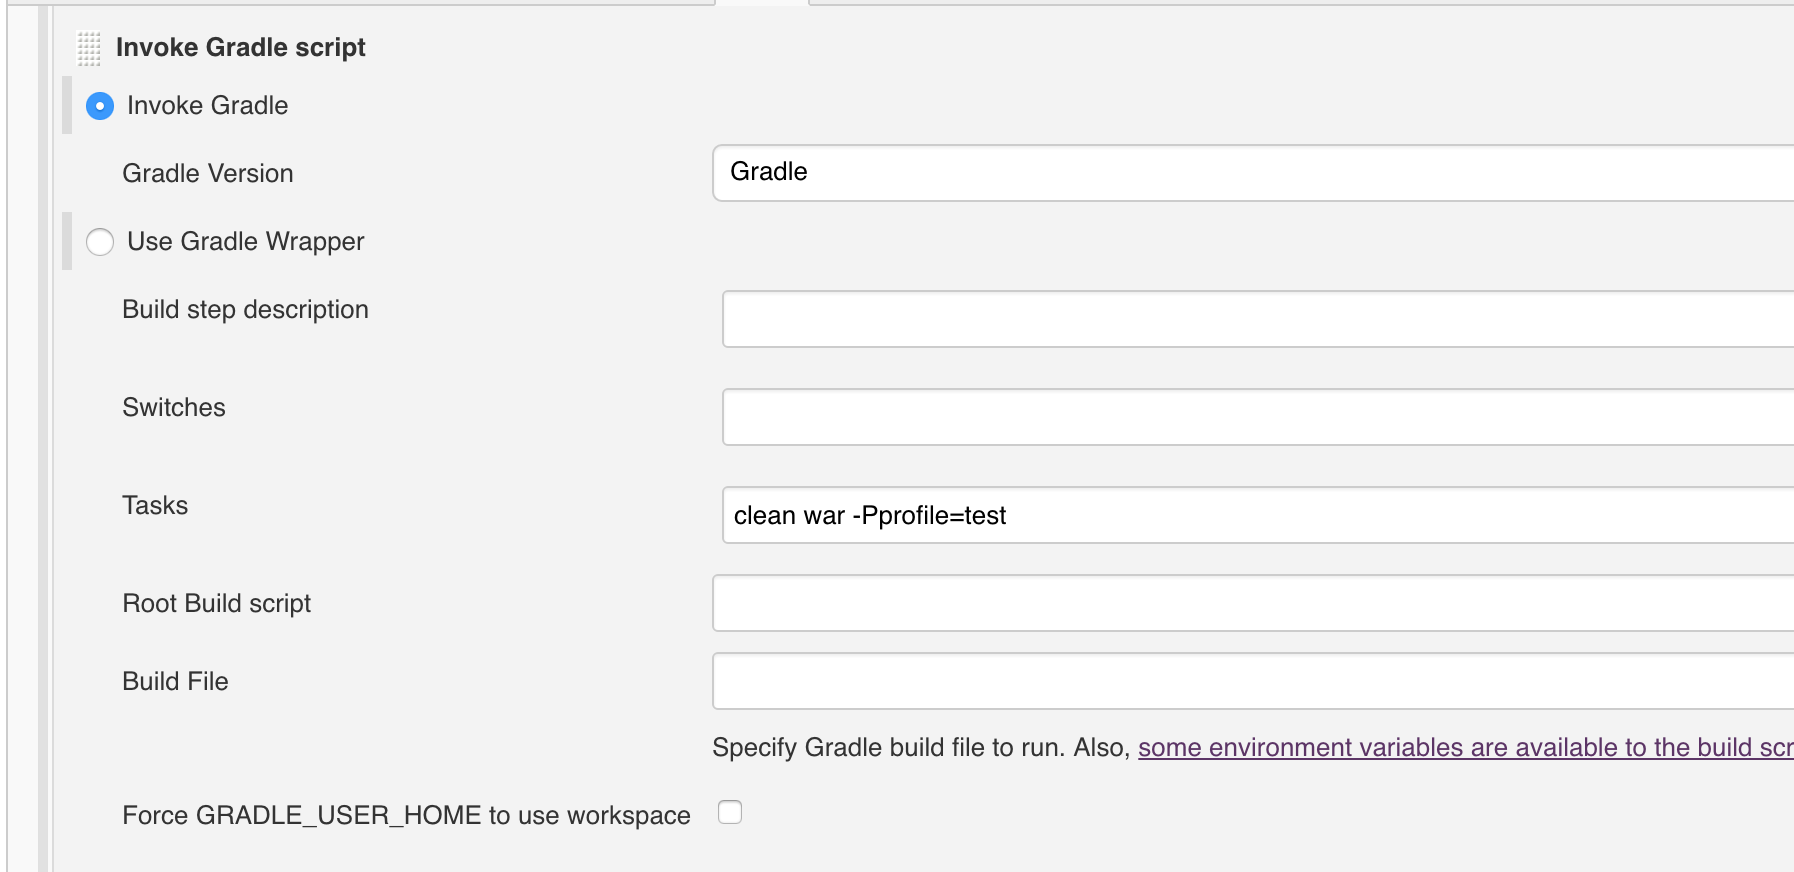 Invoke Gradle script
Invoke Gradle
Gradle Version
Gradle
Use Gradle Wrapper
Build step description
Switches
Tasks
clean war -Pprofile=test
Root Build script
Build File
Specify Gradle build file to run. Also, some environment variables are available to the build scr
Force GRADLE_USER_HOME to use workspace